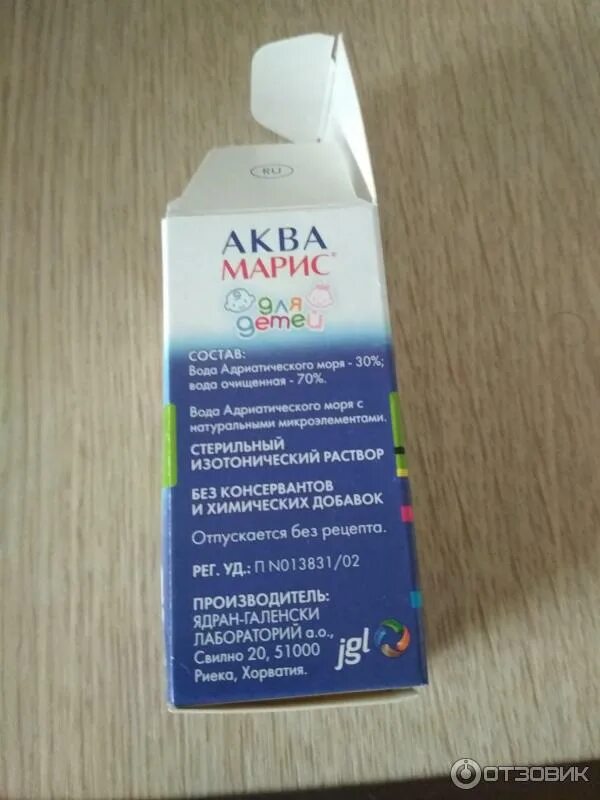 RU
АКВА
МАРИС®
для
детей
СОСТАВ:
Вода Адриатического моря - 30%;
вода очищенная - 70%.
Вода Адриатического моря с
натуральными микроэлементами.
СТЕРИЛЬНЫЙ
ИЗОТОНИЧЕСКИЙ РАСТВОР
БЕЗ КОНСЕРВАНТОВ
И ХИМИЧЕСКИХ ДОБАВОК
Отпускается без рецепта.
РЕГ. УД.: П N013831/02
ПРОИЗВОДИТЕЛЬ:
ЯДРАН-ГАЛЕНСКИ
ЛАБОРАТОРИЙ а.о.,
Свилно 20, 51000
Риека, Хорватия.
jgl
ОТЗОВИК